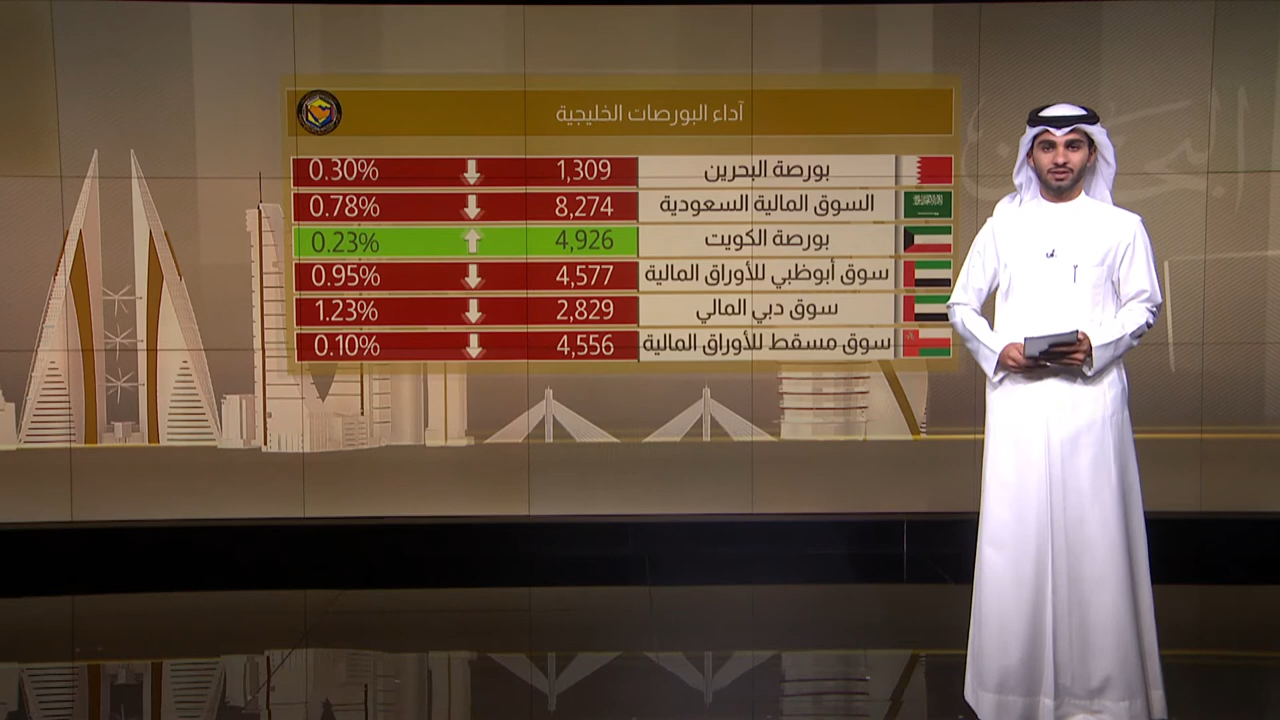 آداء البورصات الخليجية
بورصة البحرين 1,309 0.30%
السوق المالية السعودية 8,274 0.78%
بورصة الكويت 4,926 0.23%
سوق أبوظبي للأوراق المالية 4,577 0.95%
سوق دبي المالي 2,829 1.23%
سوق مسقط للأوراق المالية 4,556 0.10%